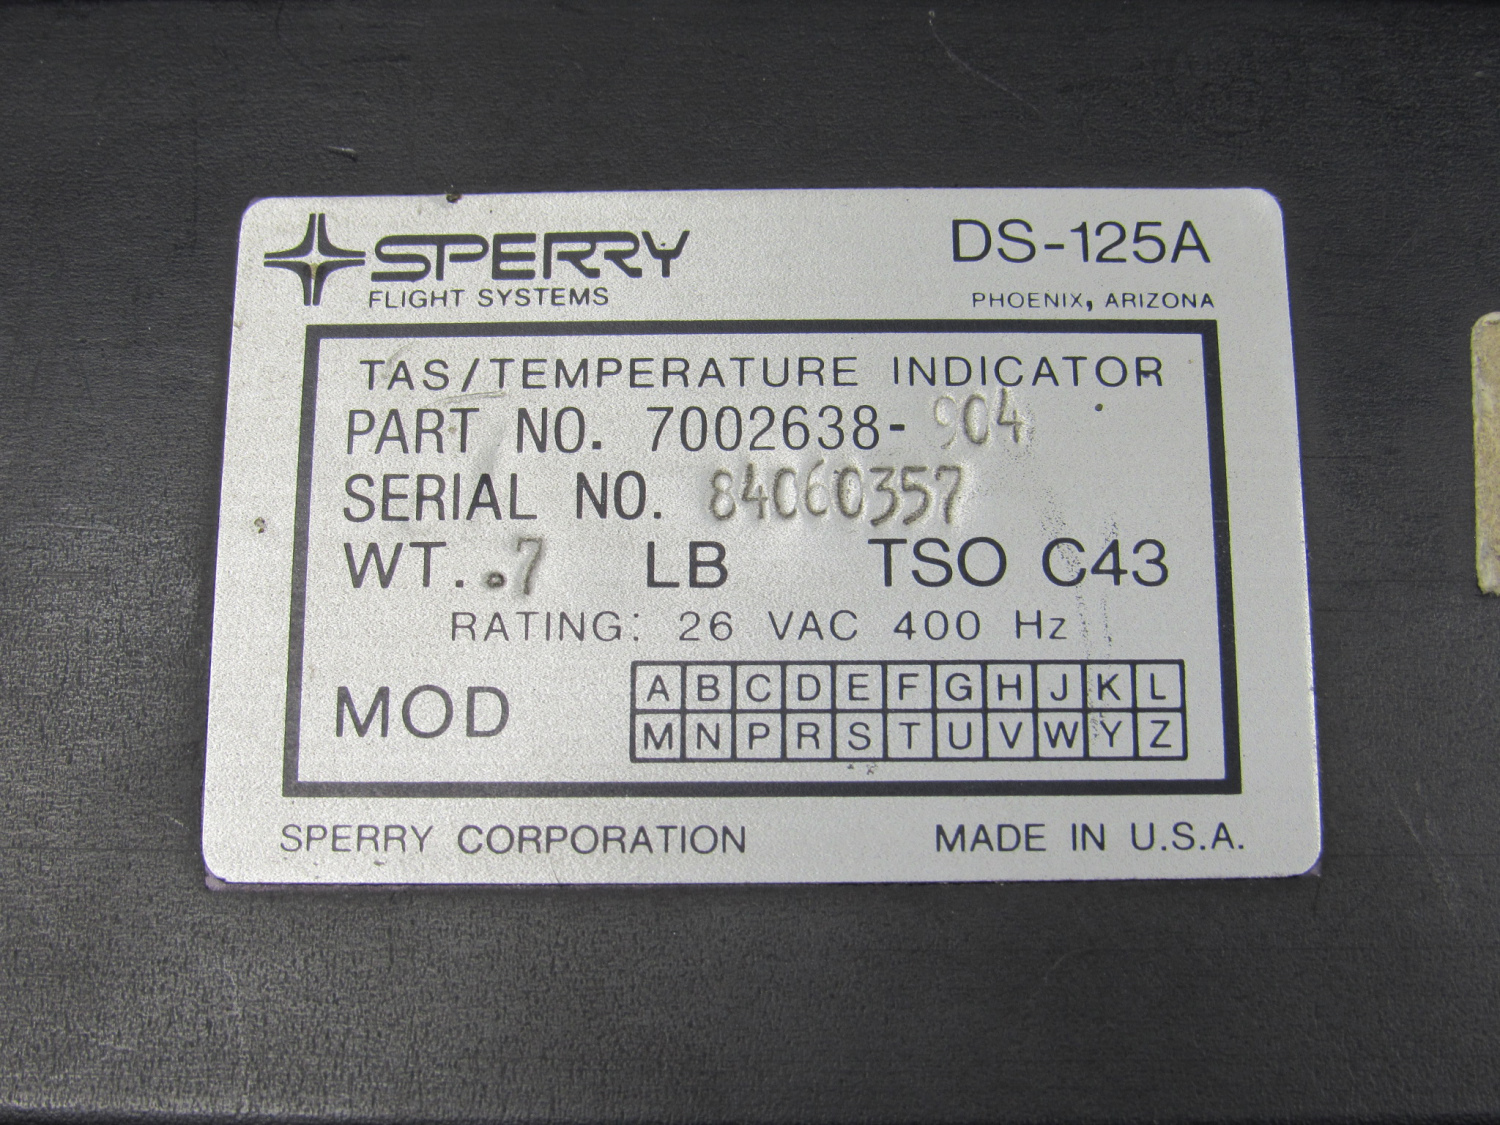 SPERRY
FLIGHT SYSTEMS
DS-125A
PHOENIX, ARIZONA
TAS/TEMPERATURE INDICATOR
PART NO. 7002638-904
SERIAL NO. 84060357
WT. .7 LB TSO C43
RATING: 26 VAC 400 Hz
MOD
A B C D E F G H J K L
M N P R S T U V W Y Z
SPERRY CORPORATION MADE IN U.S.A.